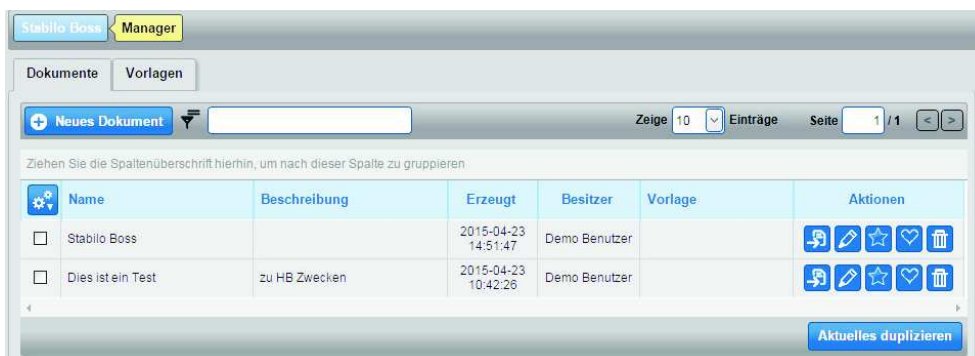 Stabilo Boss Manager
Dokumente Vorlagen
Neues Dokument Zeige 10 Einträge Seite 1 / 1 < >
Ziehen Sie die Spaltenüberschrift hierhin, um nach dieser Spalte zu gruppieren
Name Beschreibung Erzeugt Besitzer Vorlage Aktionen
Stabilo Boss 2015-04-23 14:51:47 Demo Benutzer
Dies ist ein Test zu HB Zwecken 2015-04-23 10:42:26 Demo Benutzer
Aktuelles duplizieren